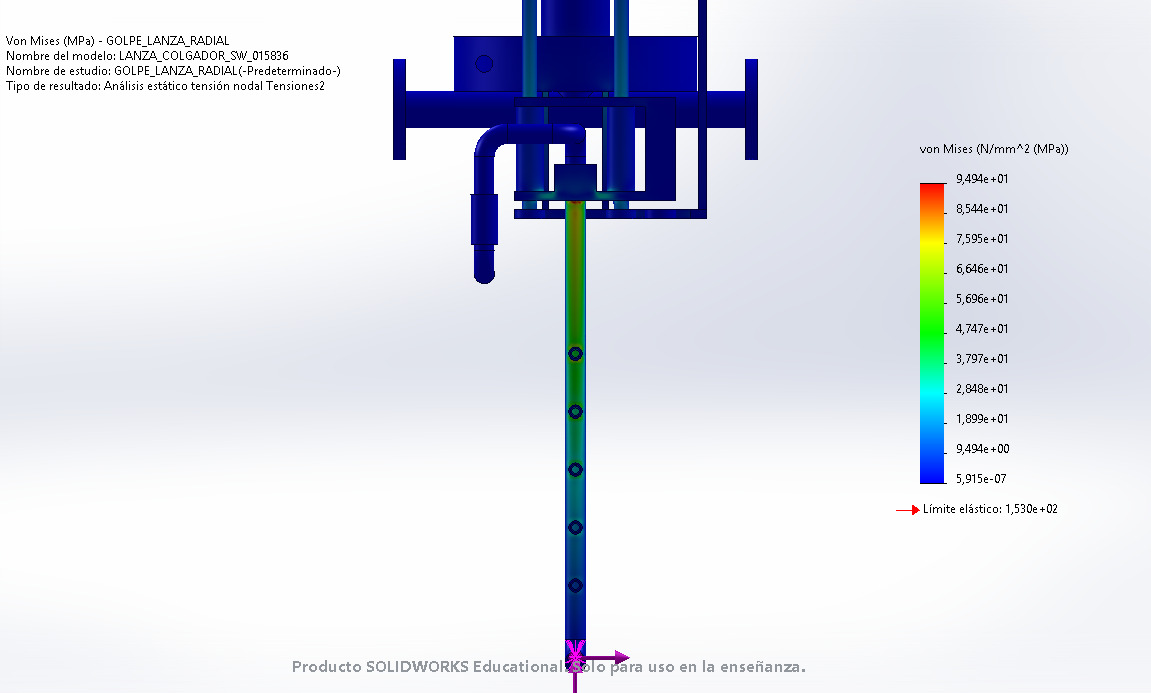 Von Mises (MPa) - GOLPE_LANZA_RADIAL
Nombre del modelo: LANZA_COLGADOR_SW_015836
Nombre de estudio: GOLPE_LANZA_RADIAL(-Predeterminado-)
Tipo de resultado: Análisis estático tensión nodal Tensiones2
von Mises (N/mm^2 (MPa))
9,494e+01
8,544e+01
7,595e+01
6,646e+01
5,696e+01
4,747e+01
3,797e+01
2,848e+01
1,899e+01
9,494e+00
5,915e-07
Límite elástico: 1,530e+02
Producto SOLIDWORKS Educational. Solo para uso en la enseñanza.